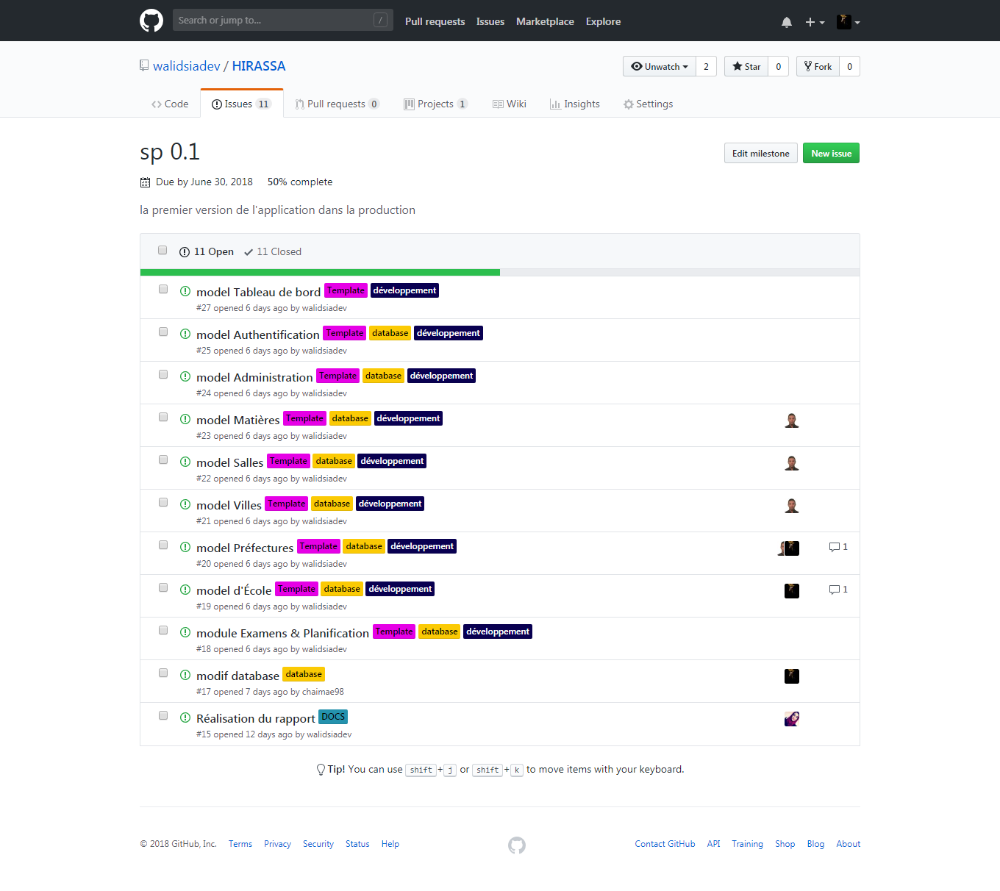 Search or jump to... / Pull requests Issues Marketplace Explore
walidsiadev / HIRASSA Unwatch 2 Star 0 Fork 0
Code Issues 11 Pull requests 0 Projects 1 Wiki Insights Settings
sp 0.1 Edit milestone New issue
Due by June 30, 2018 50% complete
la premier version de l'application dans la production
11 Open 11 Closed
model Tableau de bord Template développement
#27 opened 6 days ago by walidsiadev
model Authentification Template database développement
#25 opened 6 days ago by walidsiadev
model Administration Template database développement
#24 opened 6 days ago by walidsiadev
model Matières Template database développement
#23 opened 6 days ago by walidsiadev
model Salles Template database développement
#22 opened 6 days ago by walidsiadev
model Villes Template database développement
#21 opened 6 days ago by walidsiadev
model Préfectures Template database développement 1
#20 opened 6 days ago by walidsiadev
model d'École Template database développement 1
#19 opened 6 days ago by walidsiadev
module Examens & Planification Template database développement
#18 opened 6 days ago by walidsiadev
modif database database
#17 opened 7 days ago by chaimae98
Réalisation du rapport DOCS
#15 opened 12 days ago by walidsiadev
Tip! You can use shift+j or shift+k to move items with your keyboard.
© 2018 GitHub, Inc. Terms Privacy Security Status Help Contact GitHub API Training Shop Blog About